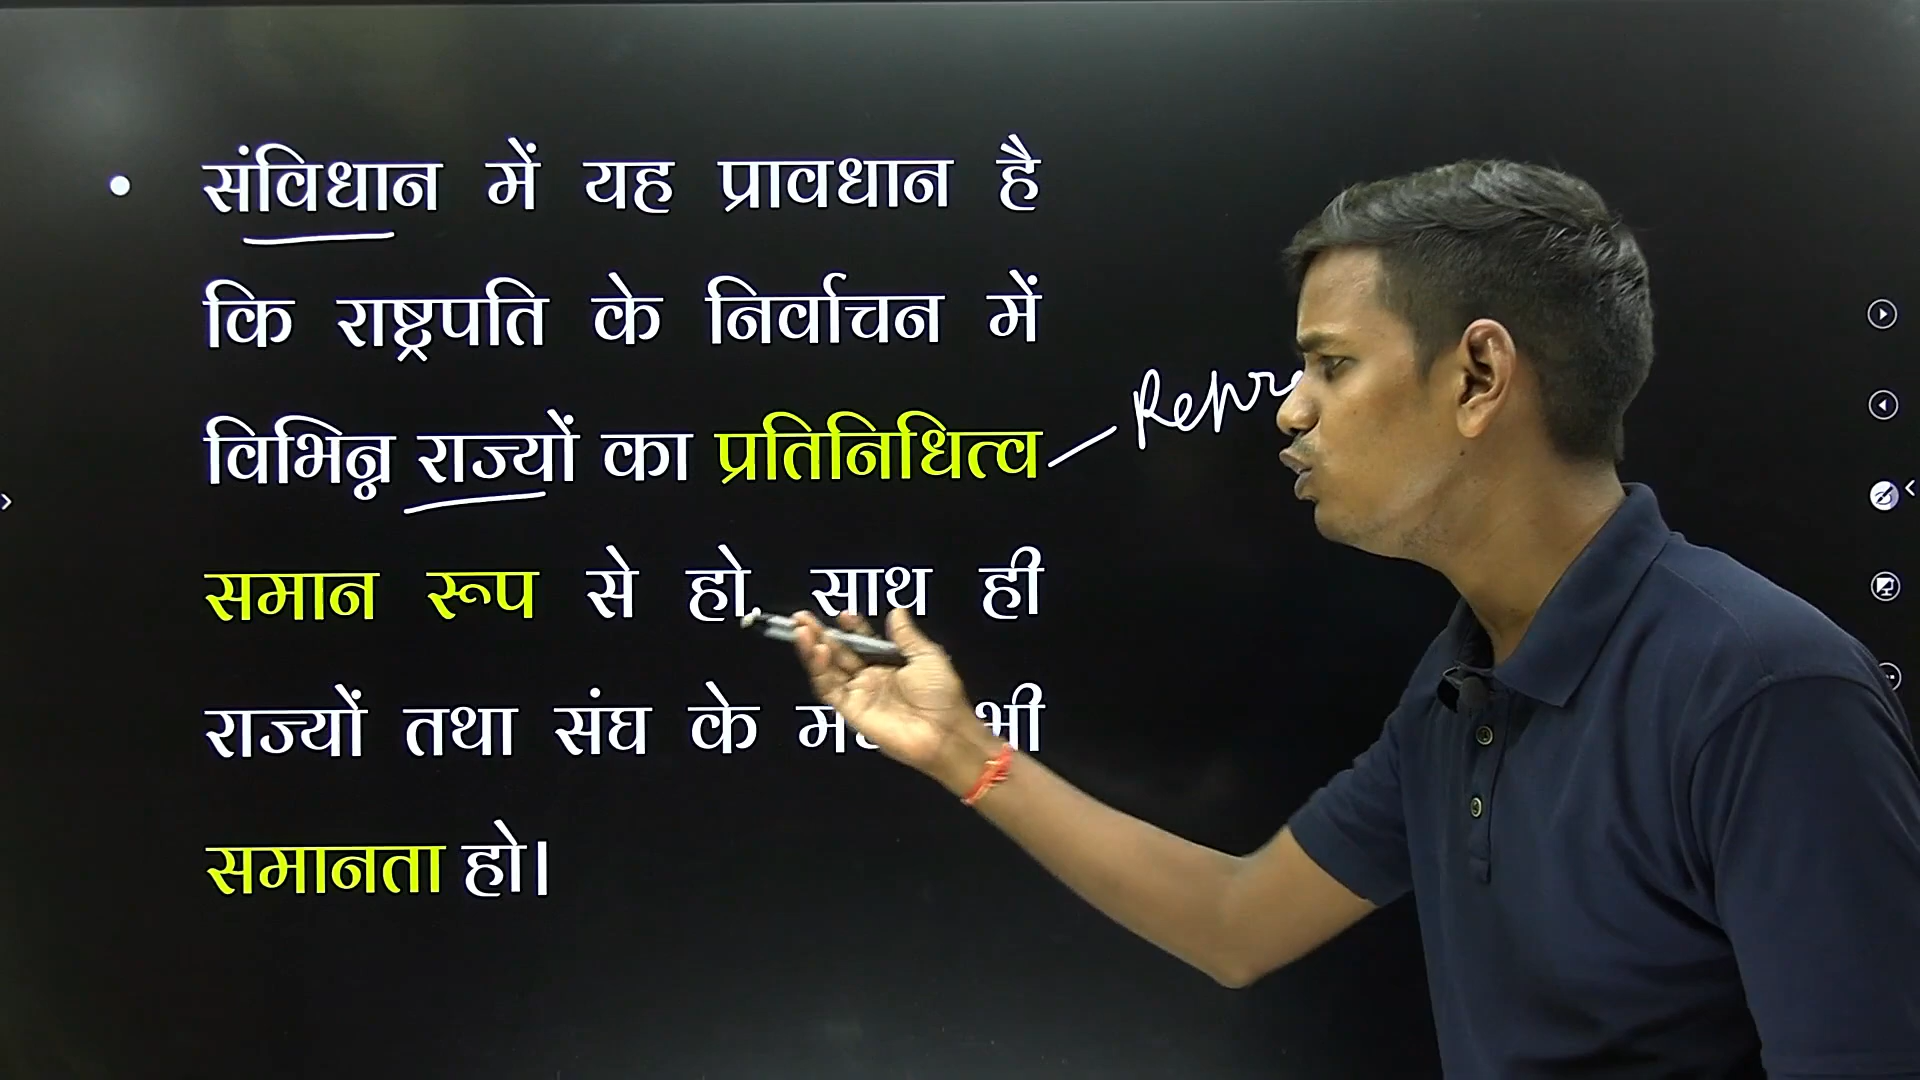 • संविधान में यह प्रावधान है
कि राष्ट्रपति के निर्वाचन में
विभिन्न राज्यों का प्रतिनिधित्व
समान रूप से हो, साथ ही
राज्यों तथा संघ के भी
समानता हो।